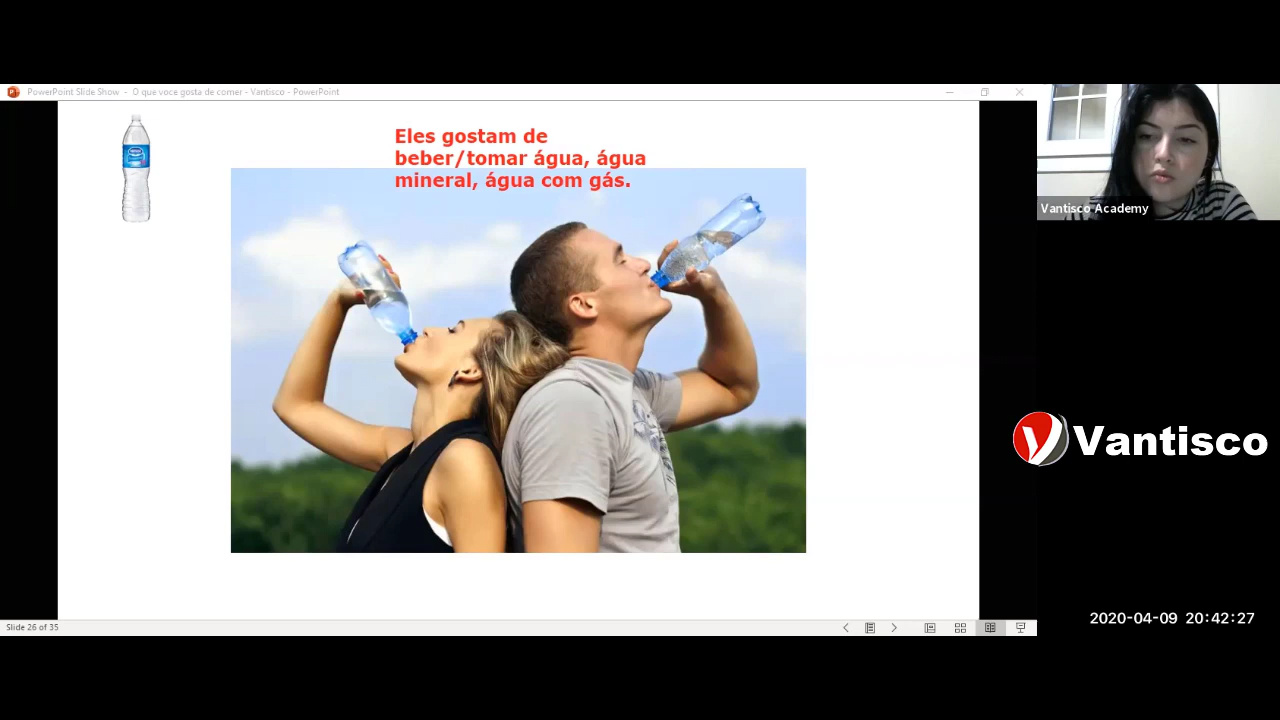 PowerPoint Slide Show - O que voce gosta de comer - Vantisco - PowerPoint
Eles gostam de
beber/tomar água, água
mineral, água com gás.
Vantisco Academy
Vantisco
2020-04-09 20:42:27
Slide 26 of 35